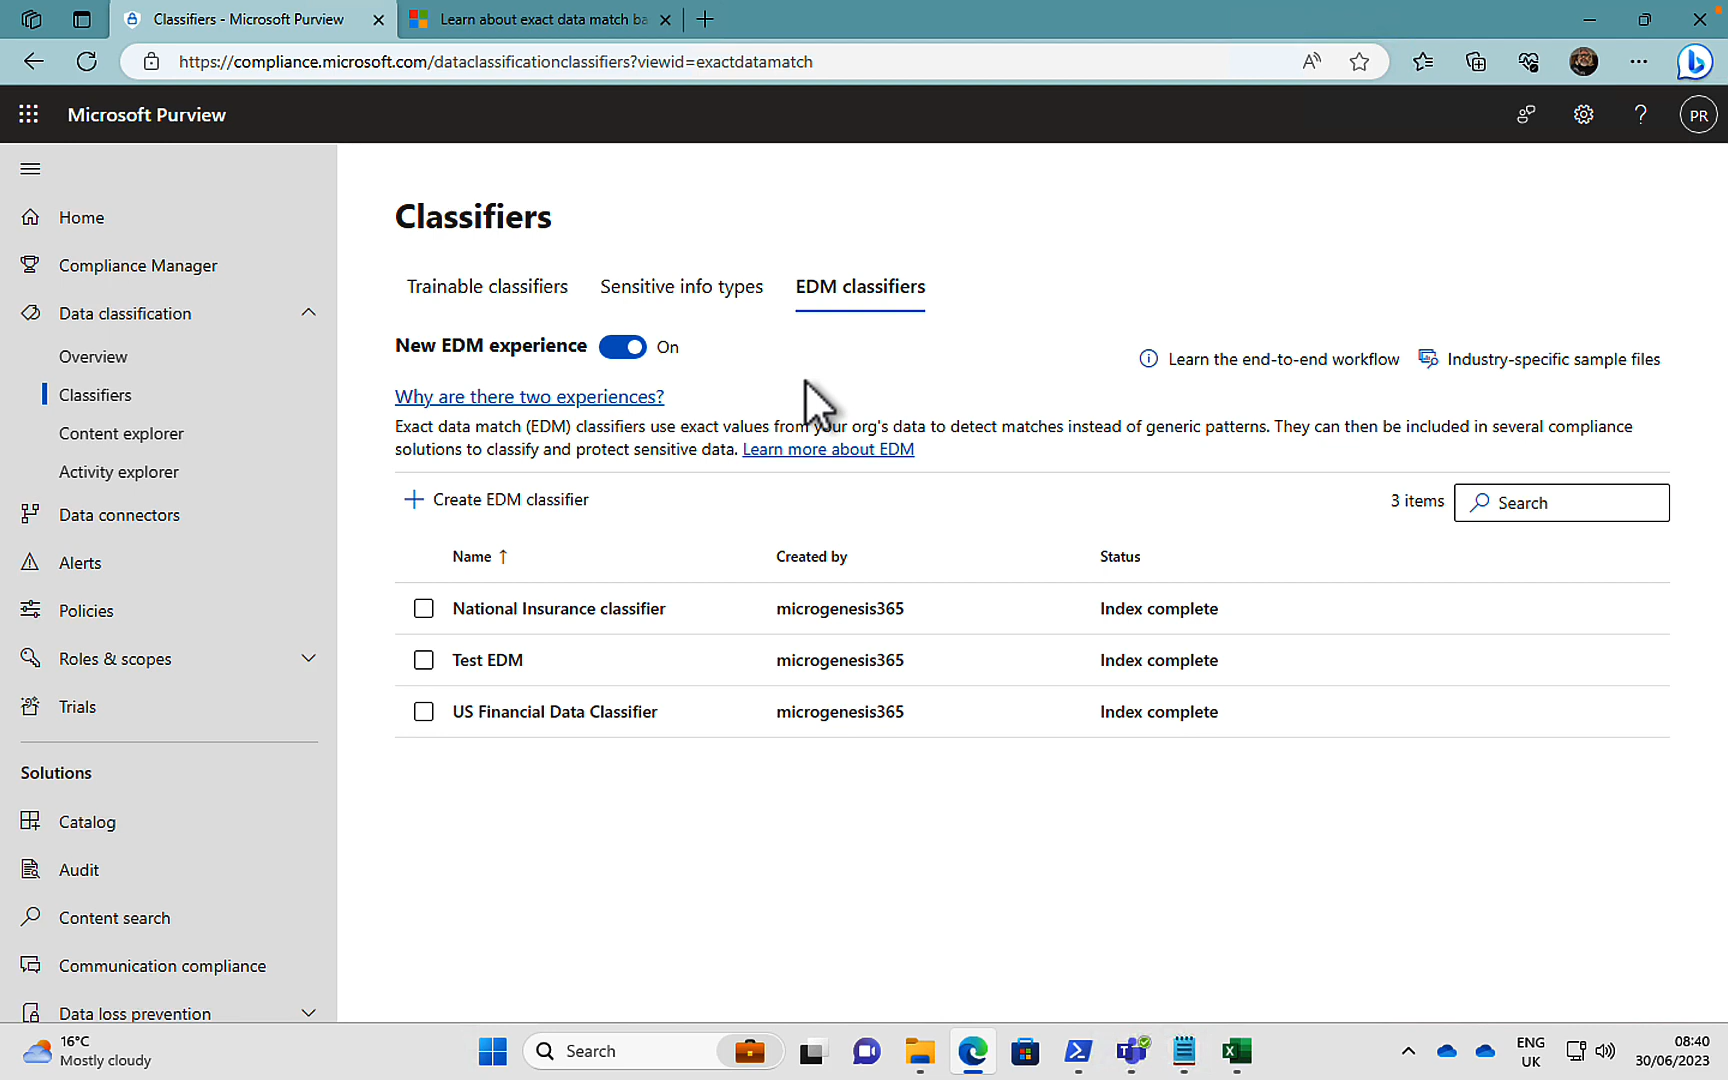 Classifiers - Microsoft Purview
Learn about exact data match ba
https://compliance.microsoft.com/dataclassificationclassifiers?viewid=exactdatamatch
Microsoft Purview
PR
Home
Compliance Manager
Data classification
Overview
Classifiers
Content explorer
Activity explorer
Data connectors
Alerts
Policies
Roles & scopes
Trials
Solutions
Catalog
Audit
Content search
Communication compliance
Data loss prevention
Classifiers
Trainable classifiers
Sensitive info types
EDM classifiers
New EDM experience
On
Learn the end-to-end workflow
Industry-specific sample files
Why are there two experiences?
Exact data match (EDM) classifiers use exact values from your org's data to detect matches instead of generic patterns. They can then be included in several compliance
solutions to classify and protect sensitive data. Learn more about EDM
Create EDM classifier
3 items
Search
Name ↑
Created by
Status
National Insurance classifier
microgenesis365
Index complete
Test EDM
microgenesis365
Index complete
US Financial Data Classifier
microgenesis365
Index complete
16°C
Mostly cloudy
Search
ENG
UK
08:40
30/06/2023